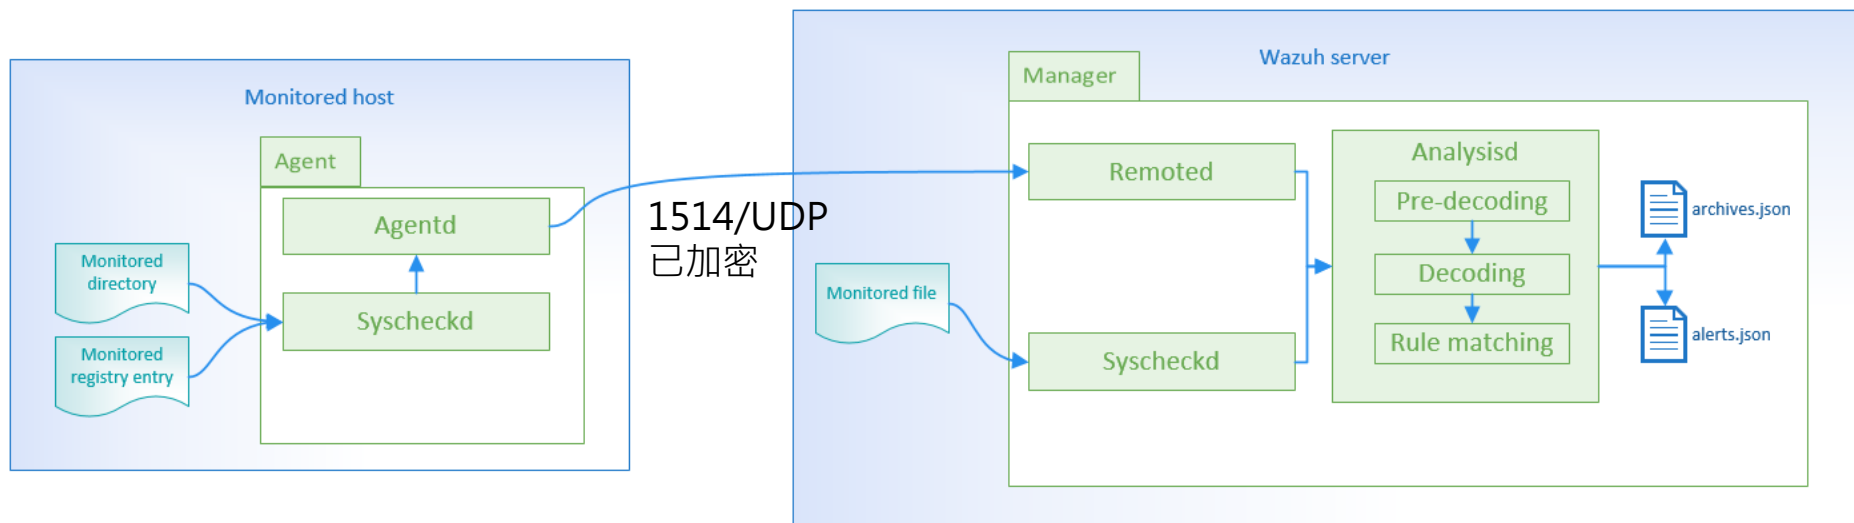 Monitored host
Agent
Agentd
Syscheckd
Monitored
directory
Monitored
registry entry
1514/UDP
已加密
Wazuh server
Manager
Remoted
Monitored file
Syscheckd
Analysisd
Pre-decoding
Decoding
Rule matching
archives.json
alerts.json